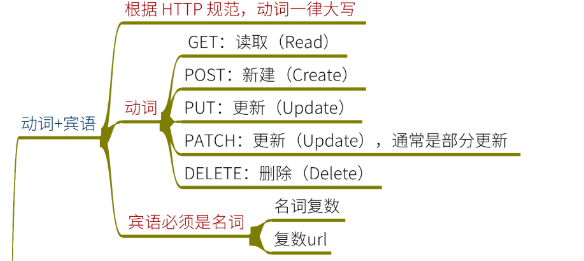 根据 HTTP 规范，动词一律大写
GET：读取（Read）
POST：新建（Create）
动词
PUT：更新（Update）
动词+宾语
PATCH：更新（Update），通常是部分更新
DELETE：删除（Delete）
名词复数
宾语必须是名词
复数url